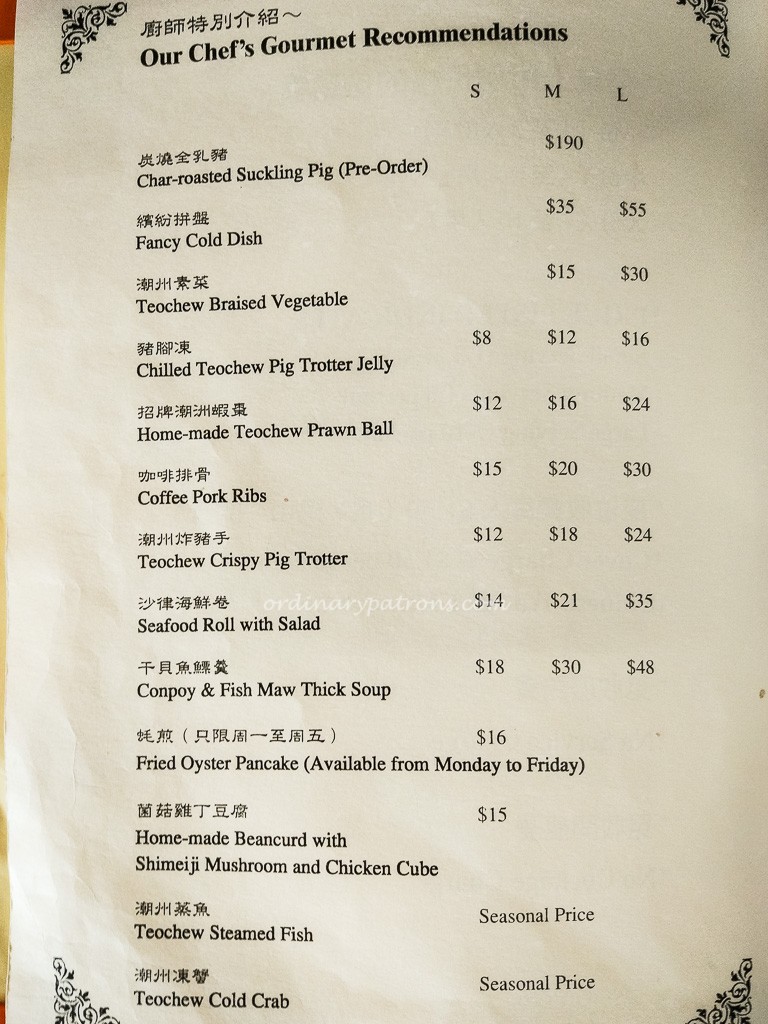 廚師特別介紹～
Our Chef's Gourmet Recommendations
S M L
炭燒全乳豬 $190
Char-roasted Suckling Pig (Pre-Order)
繽紛拼盤 $35 $55
Fancy Cold Dish
潮州素菜 $15 $30
Teochew Braised Vegetable
豬腳凍 $8 $12 $16
Chilled Teochew Pig Trotter Jelly
招牌潮洲蝦棗 $12 $16 $24
Home-made Teochew Prawn Ball
咖啡排骨 $15 $20 $30
Coffee Pork Ribs
潮州炸豬手 $12 $18 $24
Teochew Crispy Pig Trotter
沙律海鮮卷 $14 $21 $35
ordinarypatrons.com
Seafood Roll with Salad
干貝魚鰾羹 $18 $30 $48
Conpoy & Fish Maw Thick Soup
蚝煎（只限周一至周五） $16
Fried Oyster Pancake (Available from Monday to Friday)
菌菇雞丁豆腐 $15
Home-made Beancurd with
Shimeiji Mushroom and Chicken Cube
潮州蒸魚 Seasonal Price
Teochew Steamed Fish
潮州凍蟹 Seasonal Price
Teochew Cold Crab